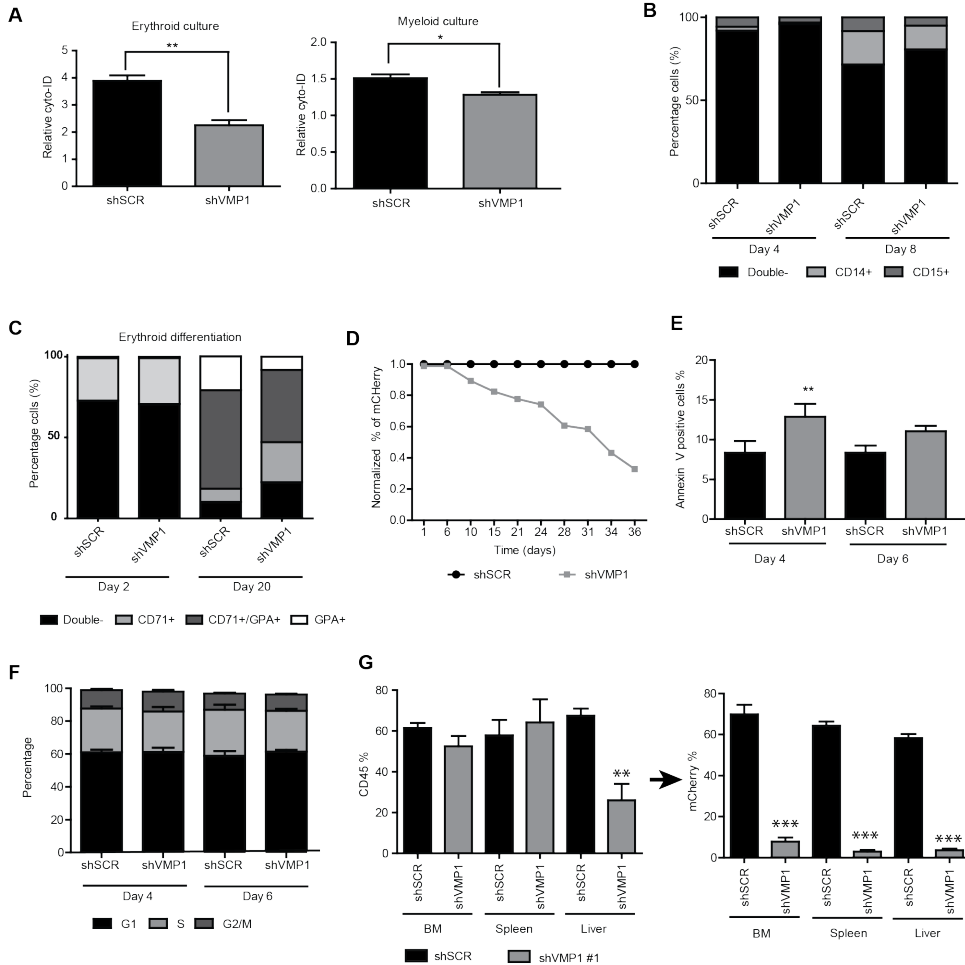 A
Erythroid culture
Relative cyto-ID
5
4
3
2
1
0
**
shSCR
shVMP1
Myeloid culture
Relative cyto-ID
2.0
1.5
1.0
0.5
0.0
*
shSCR
shVMP1
B
Percentage cells (%)
100
50
0
shSCR
shVMP1
shSCR
shVMP1
Day 4
Day 8
Double-
CD14+
CD15+
C
Erythroid differentiation
Percentage cells (%)
100
50
0
shSCR
shVMP1
shSCR
shVMP1
Day 2
Day 20
Double-
CD71+
CD71+/GPA+
GPA+
D
Normalized % of mCherry
1.0
0.8
0.6
0.4
0.2
0.0
1 6 10 15 21 24 28 31 34 36
Time (days)
shSCR
shVMP1
E
Annexin V positive cells %
20
15
10
5
0
**
shSCR
shVMP1
shSCR
shVMP1
Day 4
Day 6
F
Percentage
100
80
60
40
20
0
shSCR
shVMP1
shSCR
shVMP1
Day 4
Day 6
G1
S
G2/M
G
CD45 %
80
60
40
20
0
**
shSCR
shVMP1
shSCR
shVMP1
shSCR
shVMP1
BM
Spleen
Liver
shSCR
shVMP1 #1
mCherry %
80
60
40
20
0
***
***
***
shSCR
shVMP1
shSCR
shVMP1
shSCR
shVMP1
BM
Spleen
Liver